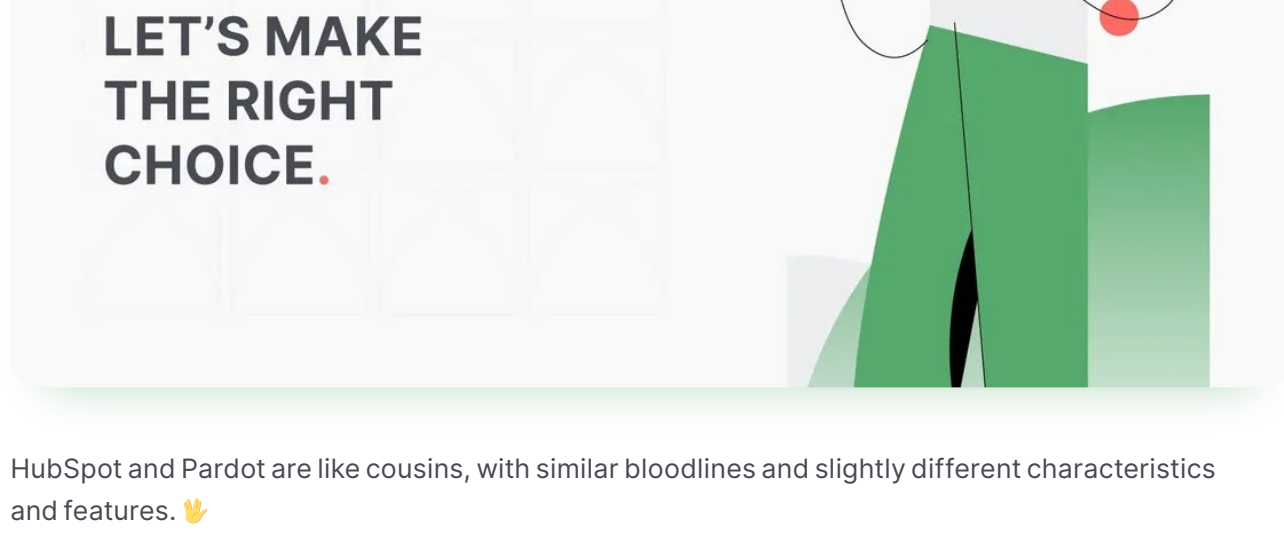 LET’S MAKE
THE RIGHT
CHOICE.
HubSpot and Pardot are like cousins, with similar bloodlines and slightly different characteristics
and features. 🖖